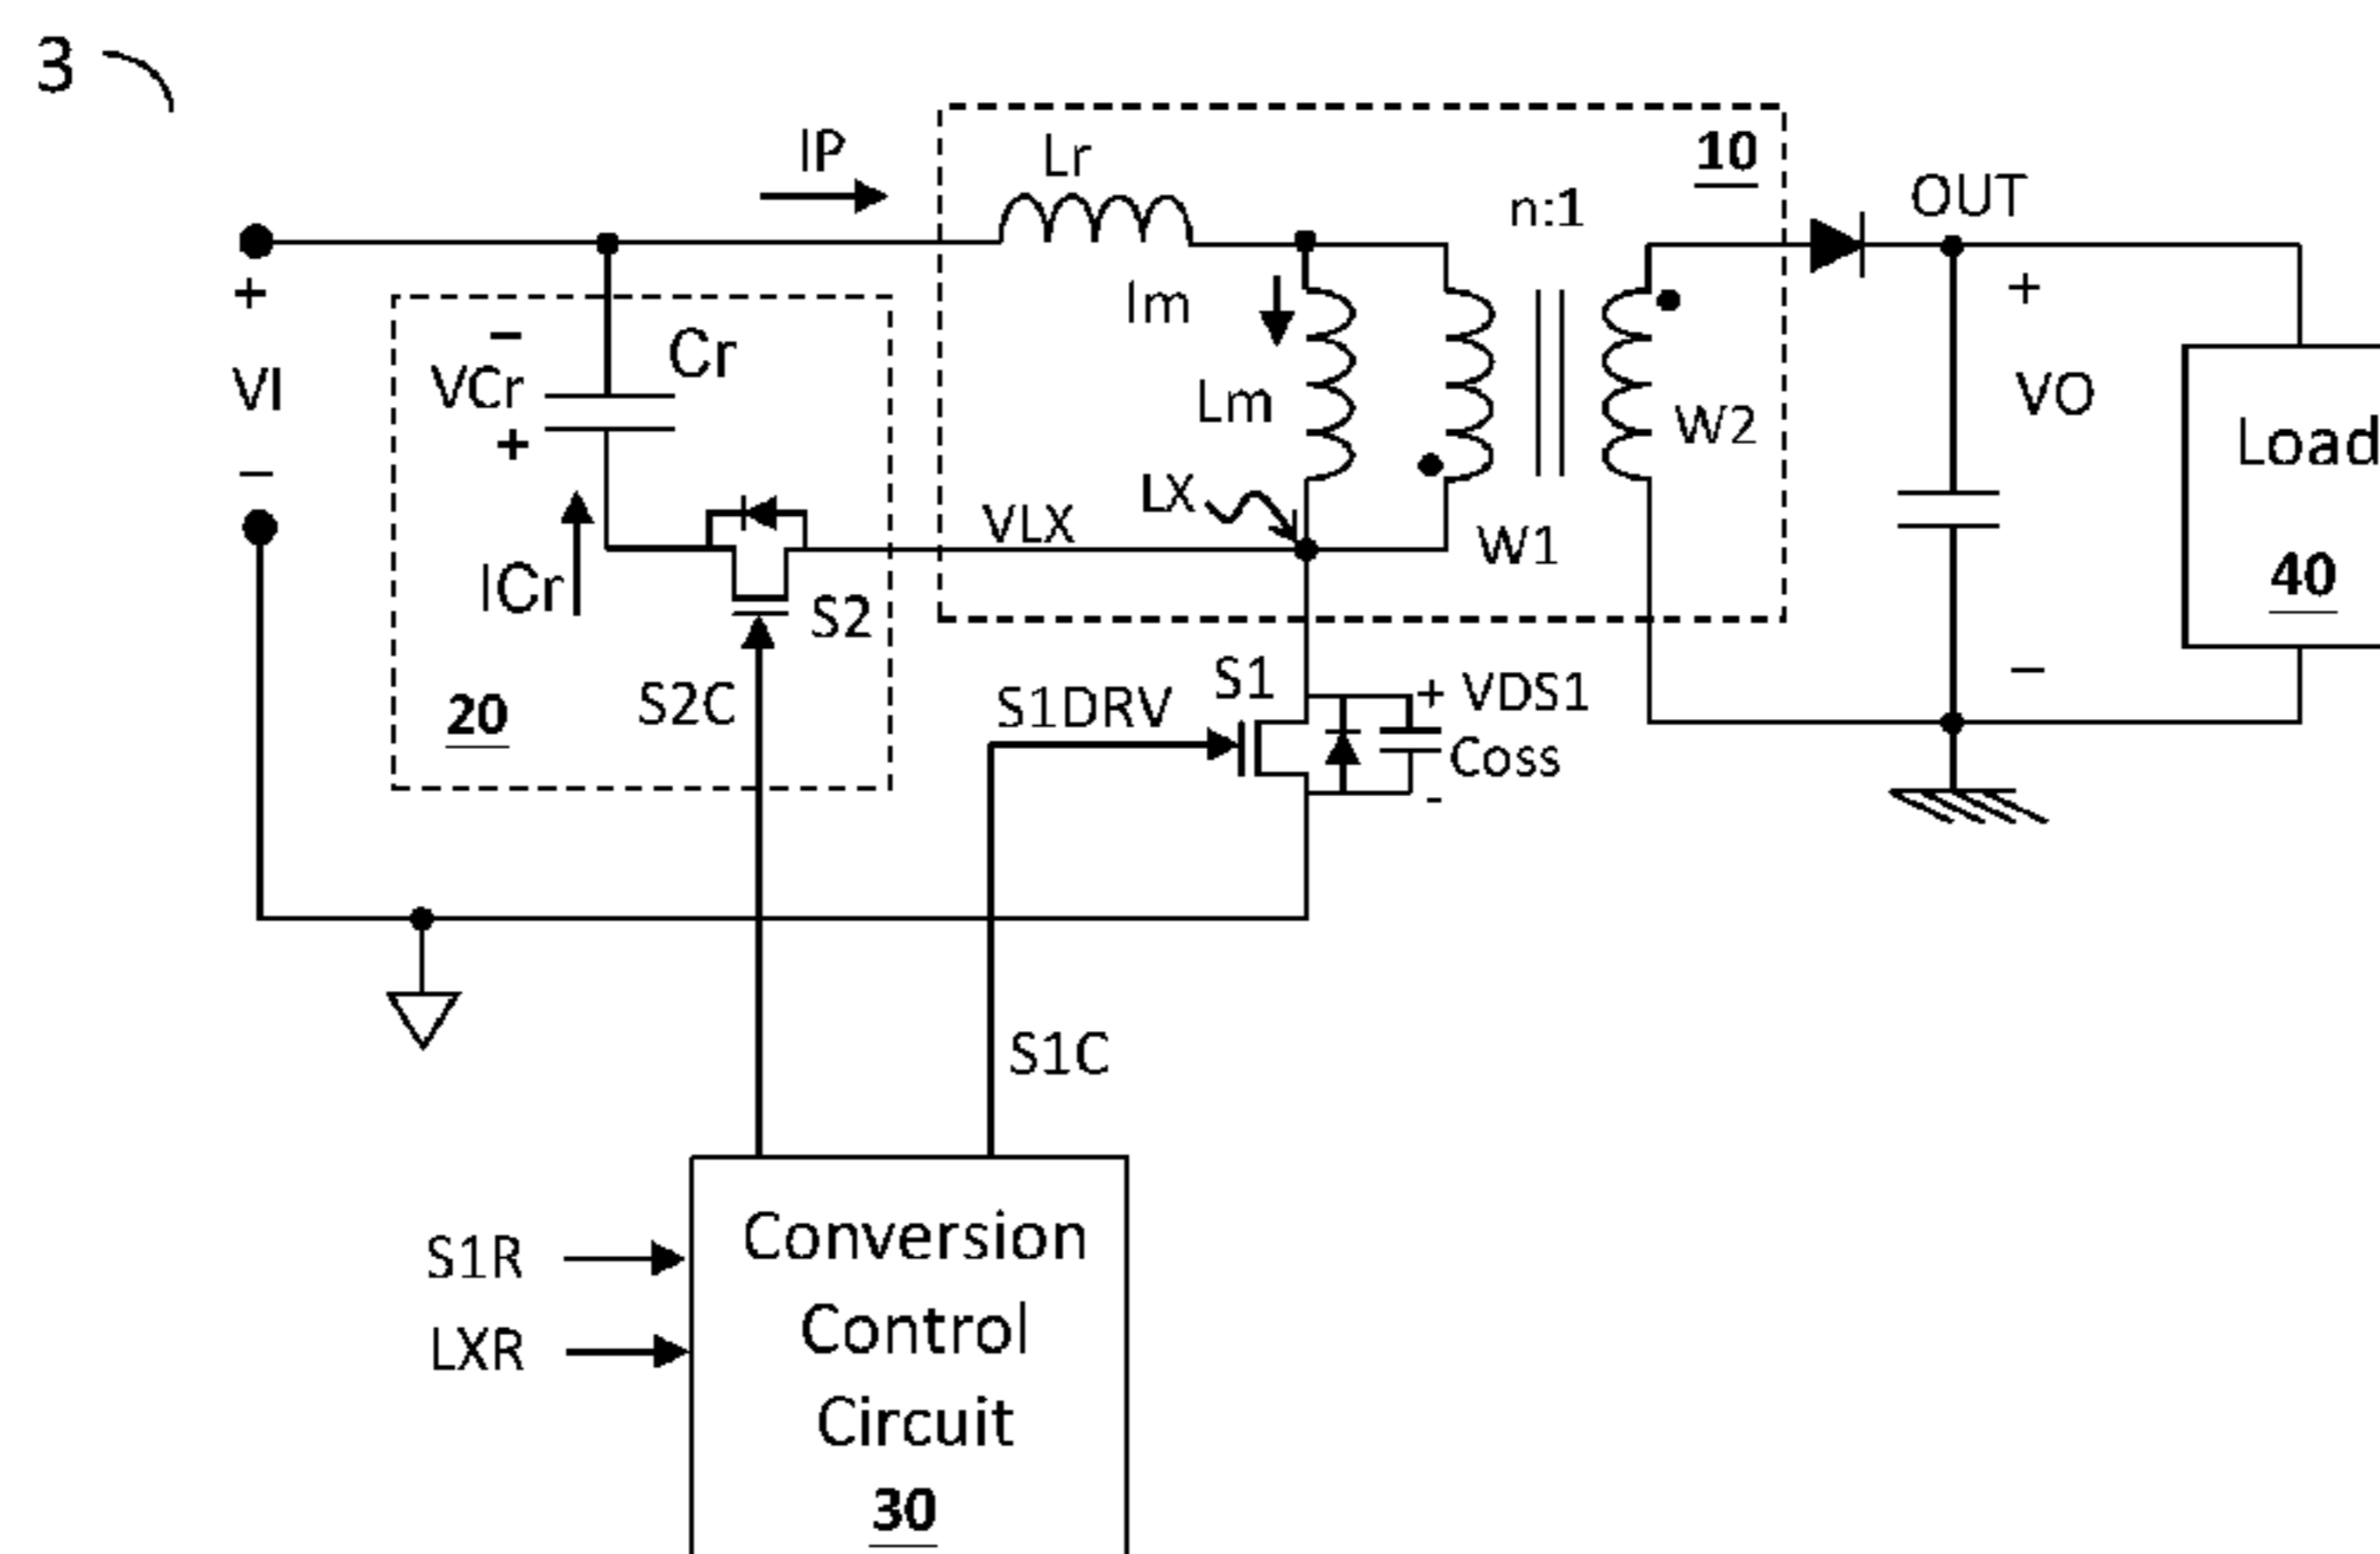 3
IP
Lr
10
n:1
OUT
+
–
VCr
+
Cr
Im
+
VI
–
Lm
W2
VO
Load
LX
VLX
W1
40
ICr
S2
S2C
20
S1DRV
S1
+ VDS1
Coss
-
–
S1C
Conversion
Control
Circuit
30
S1R
LXR